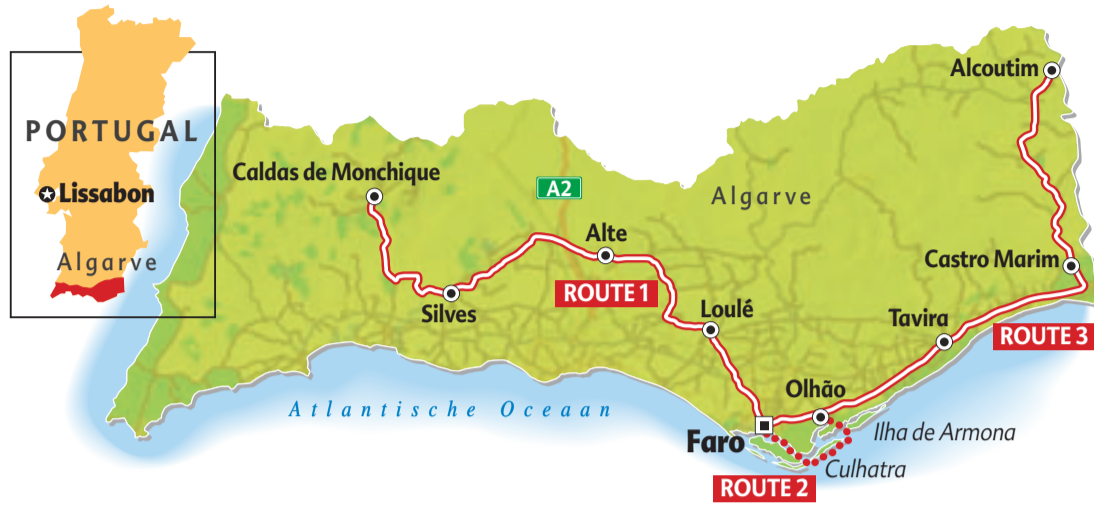 PORTUGAL
Lissabon
Algarve
Caldas de Monchique
A2
Algarve
Alcoutim
Alte
ROUTE 1
Silves
Loulé
Castro Marim
Tavira
ROUTE 3
Olhão
Atlantische Oceaan
Faro
Ilha de Armona
Culhatra
ROUTE 2